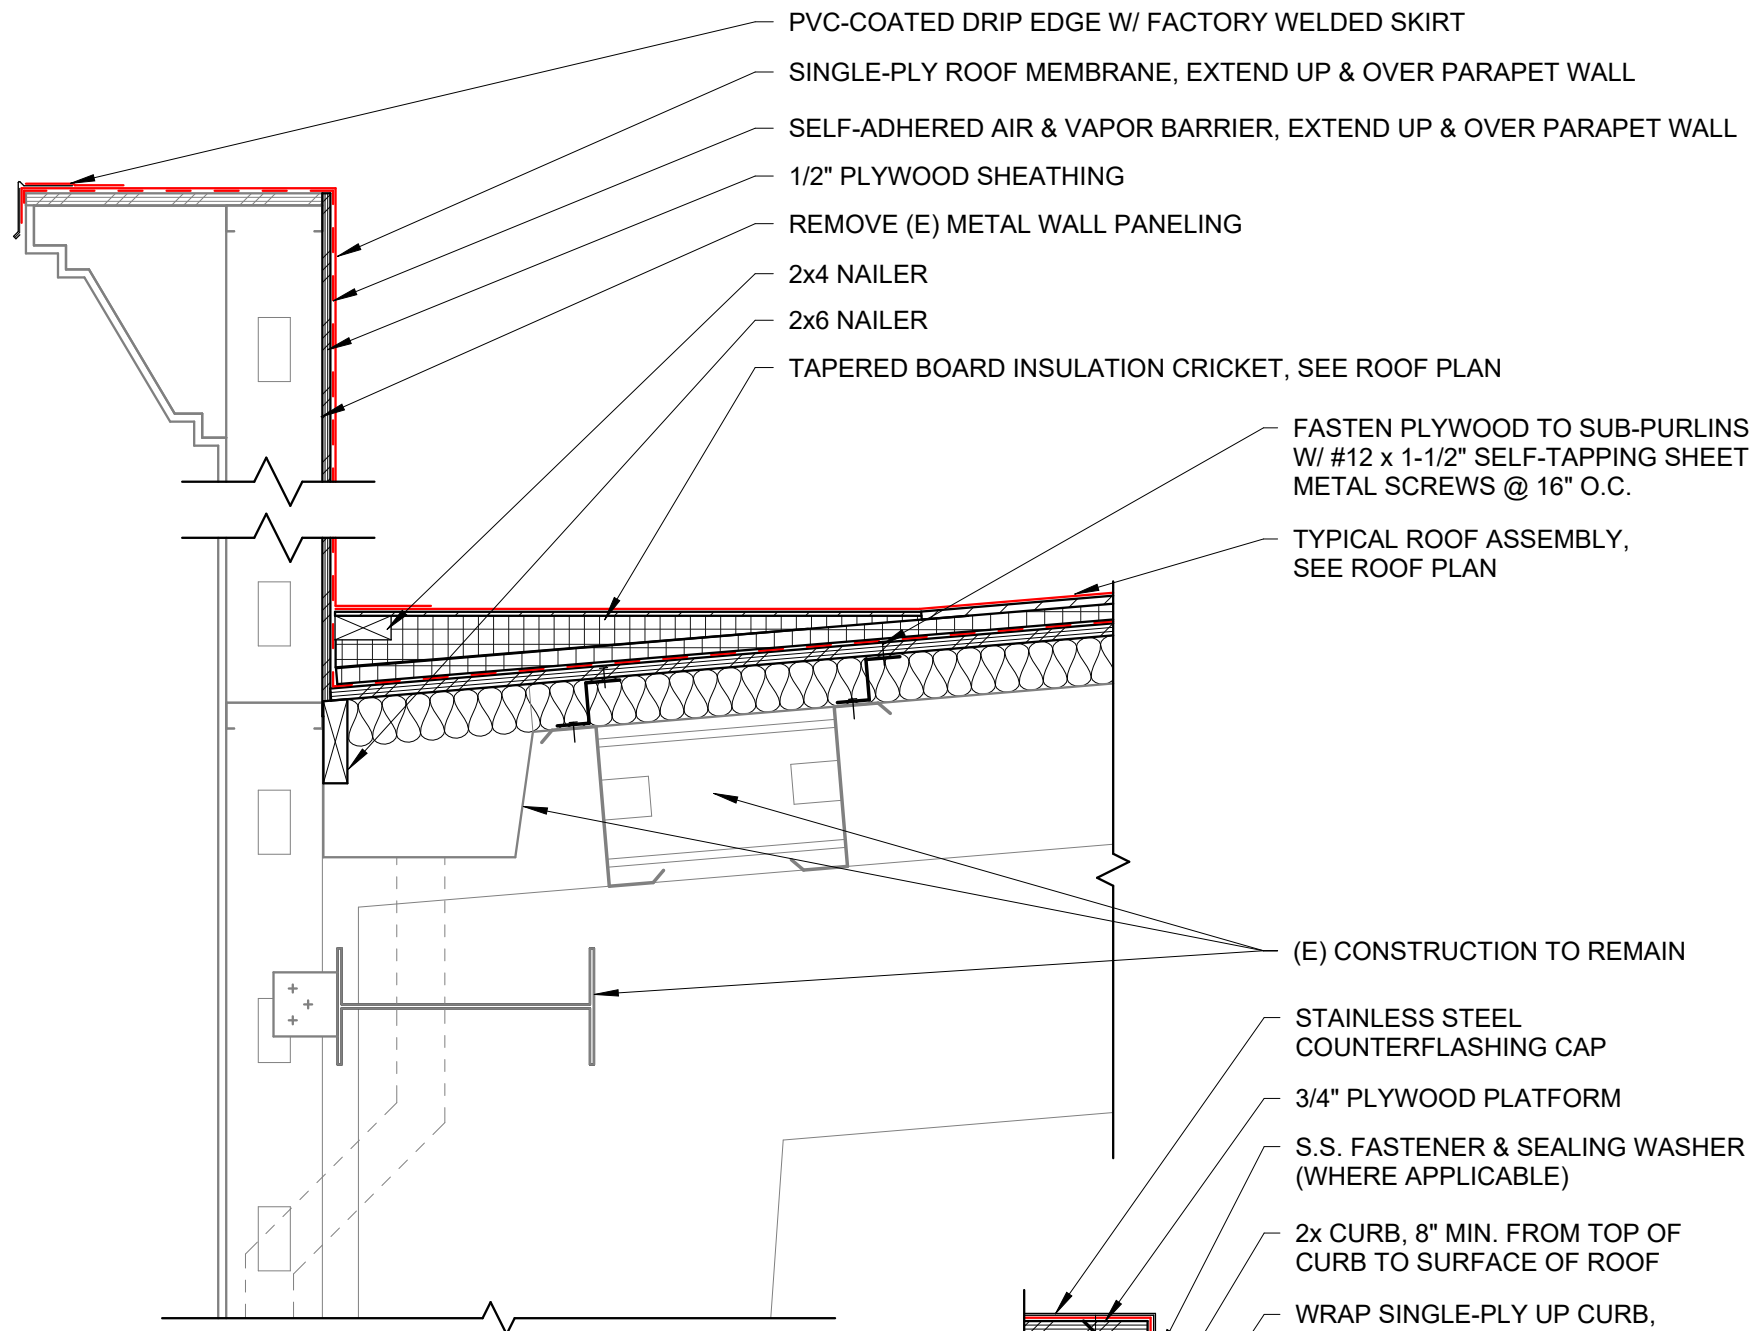 PVC-COATED DRIP EDGE W/ FACTORY WELDED SKIRT
SINGLE-PLY ROOF MEMBRANE, EXTEND UP & OVER PARAPET WALL
SELF-ADHERED AIR & VAPOR BARRIER, EXTEND UP & OVER PARAPET WALL
1/2" PLYWOOD SHEATHING
REMOVE (E) METAL WALL PANELING
2x4 NAILER
2x6 NAILER
TAPERED BOARD INSULATION CRICKET, SEE ROOF PLAN
FASTEN PLYWOOD TO SUB-PURLINS
W/ #12 x 1-1/2" SELF-TAPPING SHEET
METAL SCREWS @ 16" O.C.
TYPICAL ROOF ASSEMBLY,
SEE ROOF PLAN
(E) CONSTRUCTION TO REMAIN
STAINLESS STEEL
COUNTERFLASHING CAP
3/4" PLYWOOD PLATFORM
S.S. FASTENER & SEALING WASHER
(WHERE APPLICABLE)
2x CURB, 8" MIN. FROM TOP OF
CURB TO SURFACE OF ROOF
WRAP SINGLE-PLY UP CURB,